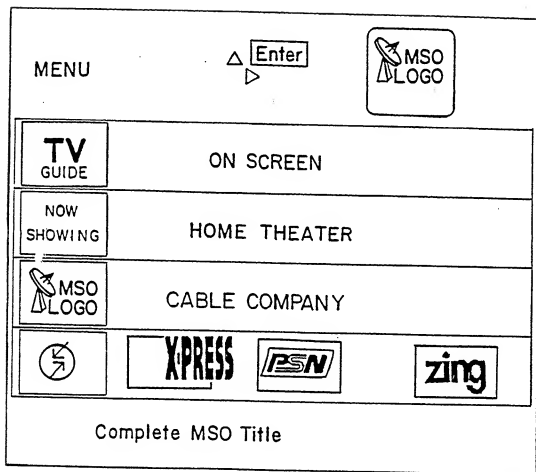 MENU
Enter
MSO
LOGO
TV
GUIDE
ON SCREEN
NOW
SHOWING
HOME THEATER
MSO
LOGO
CABLE COMPANY
X·PRESS
PSN
zing
Complete MSO Title